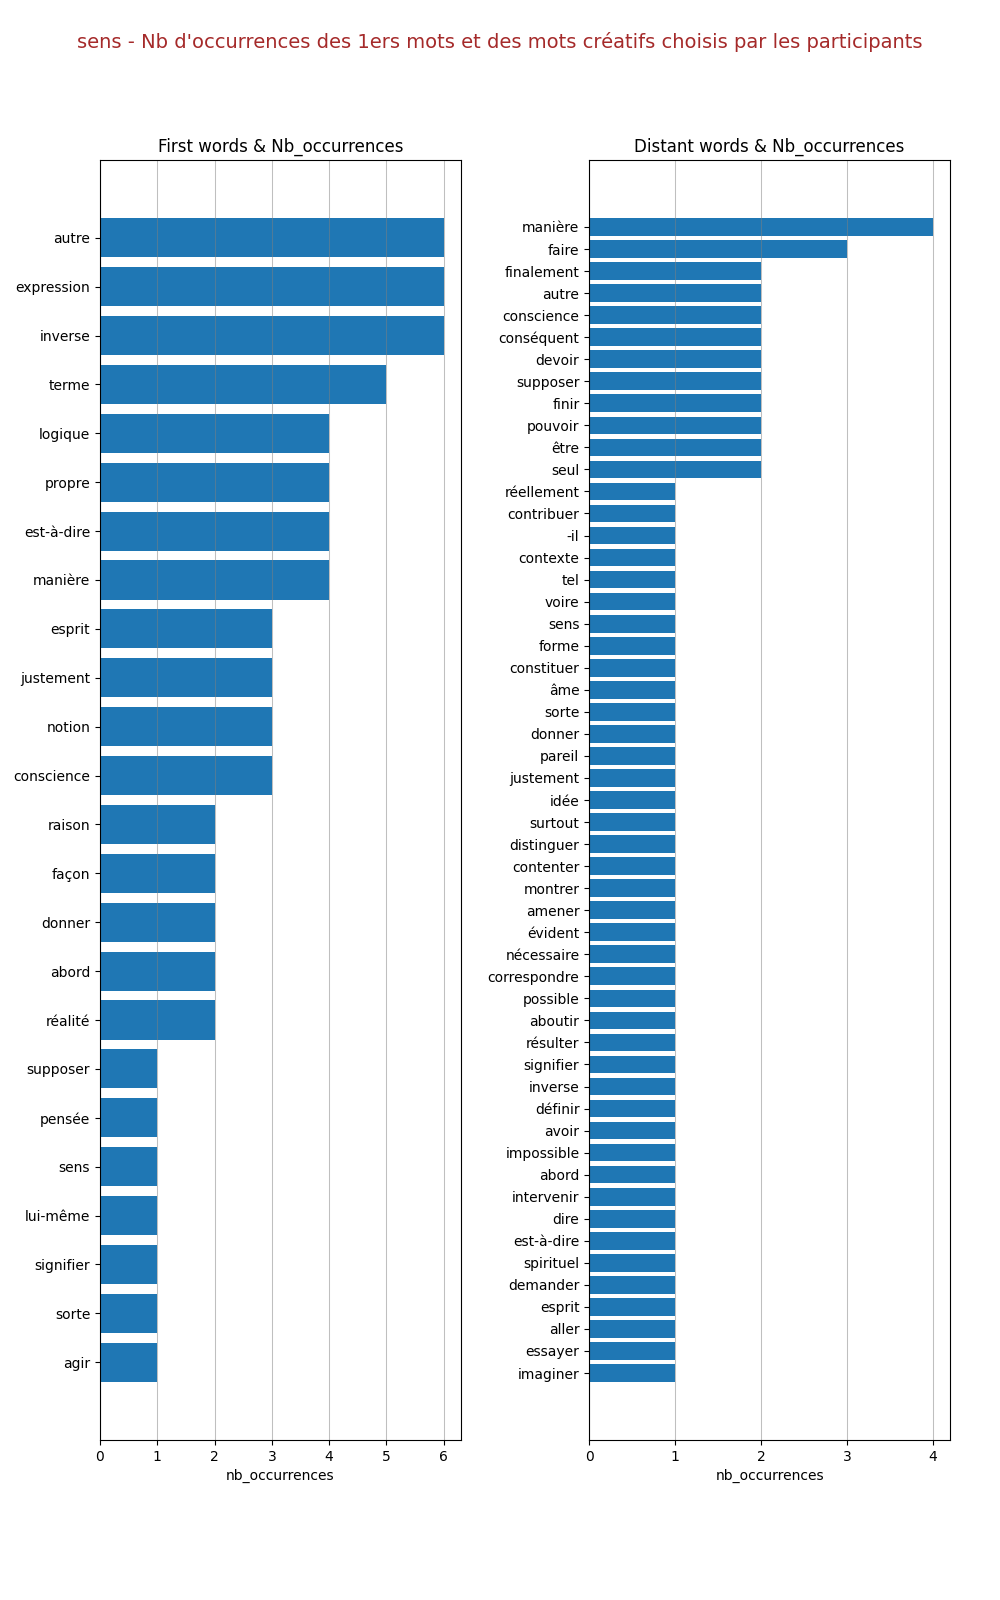 sens - Nb d'occurrences des 1ers mots et des mots créatifs choisis par les participants
First words & Nb_occurrences
autre
expression
inverse
terme
logique
propre
est-à-dire
manière
esprit
justement
notion
conscience
raison
façon
donner
abord
réalité
supposer
pensée
sens
lui-même
signifier
sorte
agir
0 1 2 3 4 5 6
nb_occurrences
Distant words & Nb_occurrences
manière
faire
finalement
autre
conscience
conséquent
devoir
supposer
finir
pouvoir
être
seul
réellement
contribuer
-il
contexte
tel
voire
sens
forme
constituer
âme
sorte
donner
pareil
justement
idée
surtout
distinguer
contenter
montrer
amener
évident
nécessaire
correspondre
possible
aboutir
résulter
signifier
inverse
définir
avoir
impossible
abord
intervenir
dire
est-à-dire
spirituel
demander
esprit
aller
essayer
imaginer
0 1 2 3 4
nb_occurrences